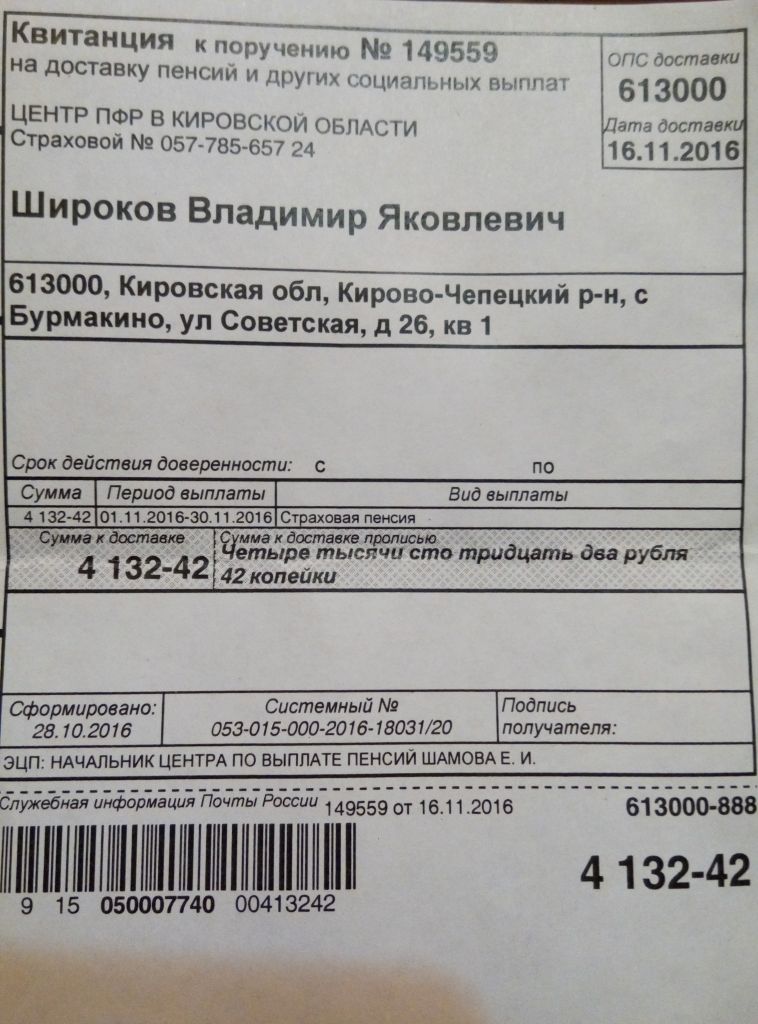 Квитанция к поручению № 149559
на доставку пенсий и других социальных выплат
ОПС доставки
613000
Дата доставки
16.11.2016
ЦЕНТР ПФР В КИРОВСКОЙ ОБЛАСТИ
Страховой № 057-785-657 24
Широков Владимир Яковлевич
613000, Кировская обл, Кирово-Чепецкий р-н, с
Бурмакино, ул Советская, д 26, кв 1
Срок действия доверенности: с по
Сумма Период выплаты Вид выплаты
4 132-42 01.11.2016-30.11.2016 Страховая пенсия
Сумма к доставке Сумма к доставке прописью
4 132-42 Четыре тысячи сто тридцать два рубля
42 копейки
Сформировано: Системный № Подпись
28.10.2016 053-015-000-2016-18031/20 получателя:
ЭЦП: НАЧАЛЬНИК ЦЕНТРА ПО ВЫПЛАТЕ ПЕНСИЙ ШАМОВА Е. И.
Служебная информация Почты России 149559 от 16.11.2016 613000-888
4 132-42
9 15 050007740 00413242